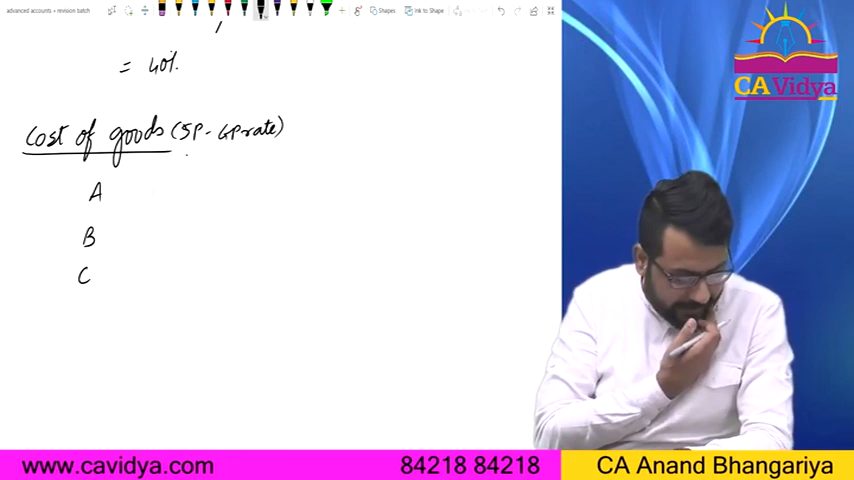 advanced accounts + revision batch
Shapes
Ink to Shape
= 40%
Cost of goods (SP - GP rate)
A
B
C
CA Vidya
www.cavidya.com
84218 84218
CA Anand Bhangariya